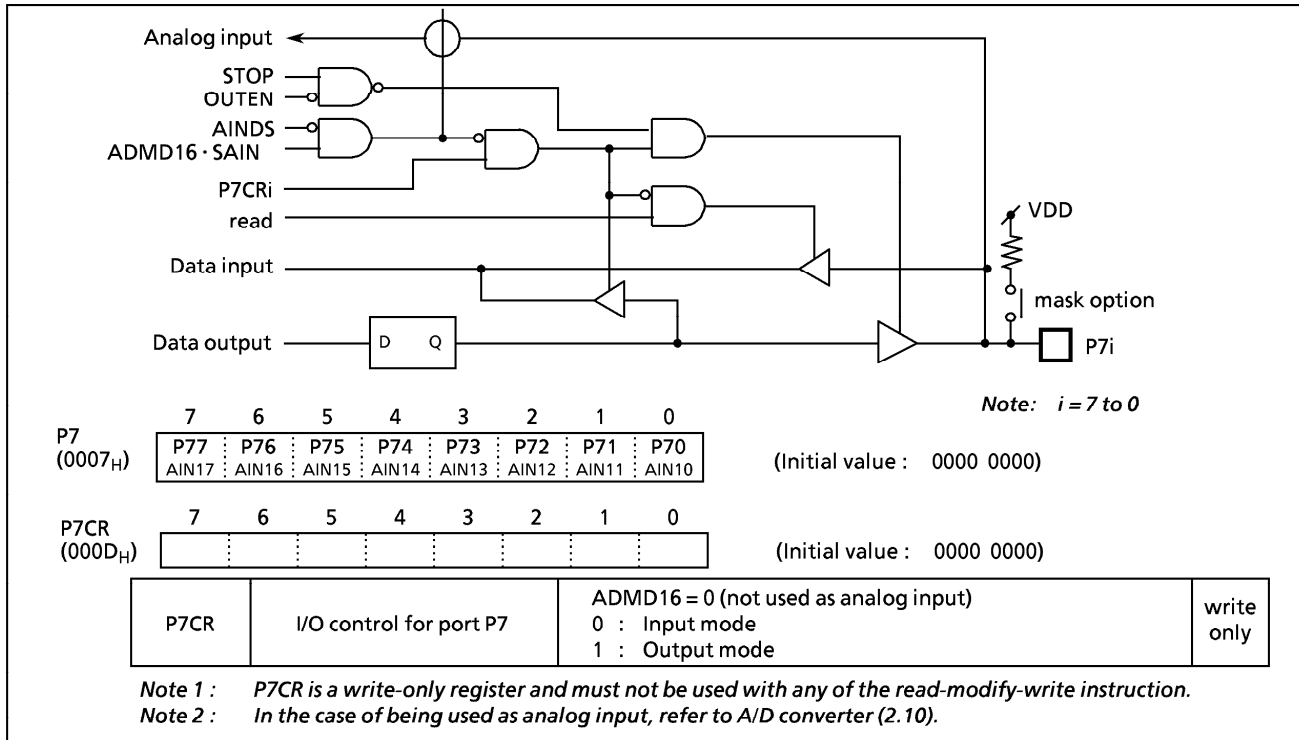 Analog input
STOP
OUTEN
AINDS
ADMD16 · SAIN
P7CRi
read
VDD
Data input
mask option
Data output
D Q
P7i
Note: i = 7 to 0
7 6 5 4 3 2 1 0
P7
(0007H)
P77 P76 P75 P74 P73 P72 P71 P70
AIN17 AIN16 AIN15 AIN14 AIN13 AIN12 AIN11 AIN10
(Initial value : 0000 0000)
7 6 5 4 3 2 1 0
P7CR
(000DH)
(Initial value : 0000 0000)
P7CR
I/O control for port P7
ADMD16 = 0 (not used as analog input)
0 : Input mode
1 : Output mode
write
only
Note 1 : P7CR is a write-only register and must not be used with any of the read-modify-write instruction.
Note 2 : In the case of being used as analog input, refer to A/D converter (2.10).